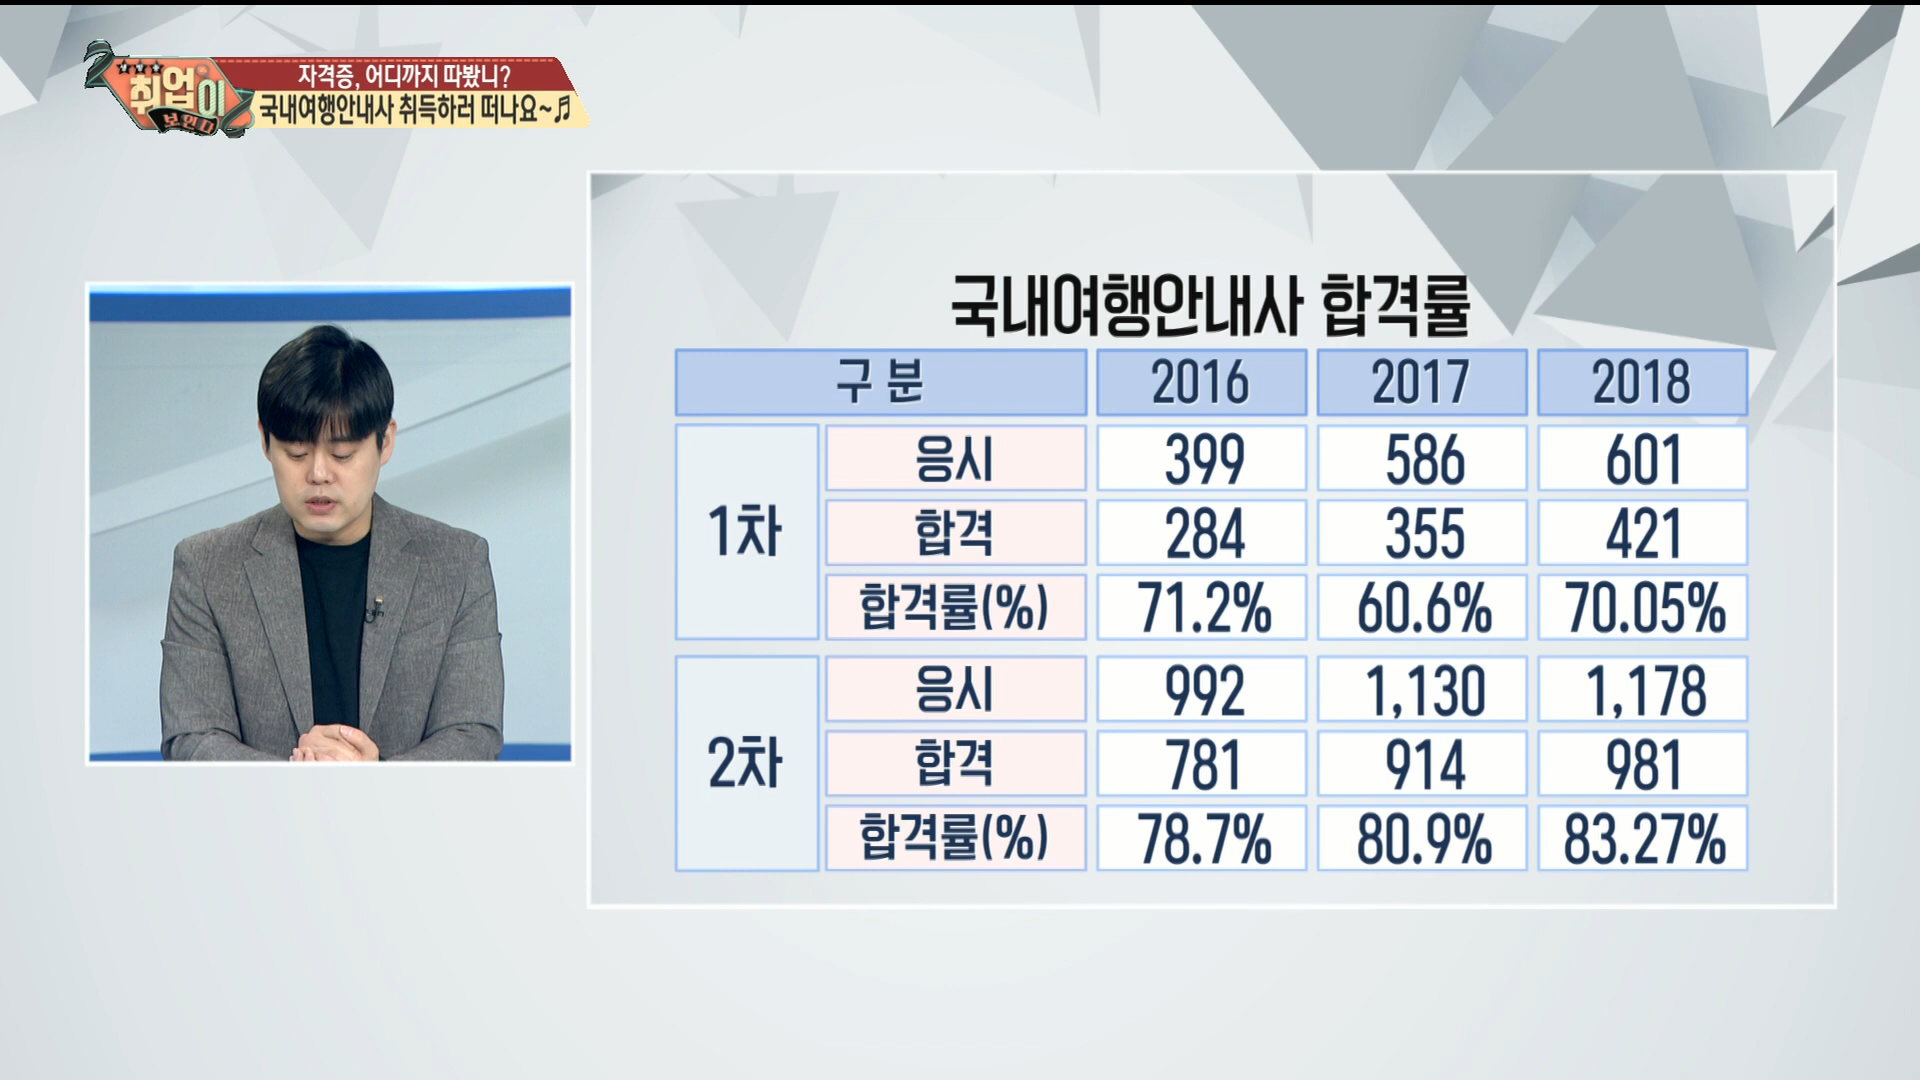 취업이
보인다
자격증, 어디까지 따봤니?
국내여행안내사 취득하러 떠나요~♬
국내여행안내사 합격률
구 분 2016 2017 2018
1차
응시 399 586 601
합격 284 355 421
합격률(%) 71.2% 60.6% 70.05%
2차
응시 992 1,130 1,178
합격 781 914 981
합격률(%) 78.7% 80.9% 83.27%